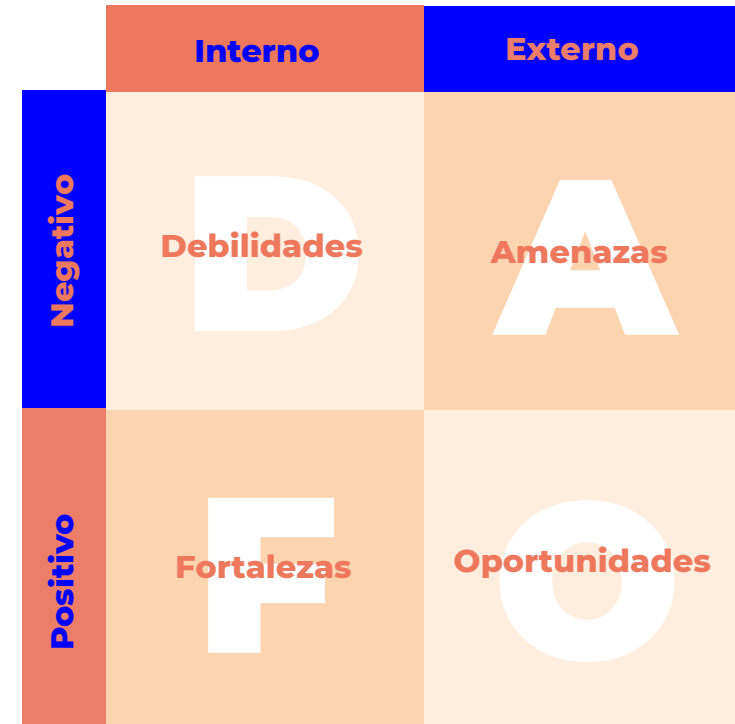 Interno
Externo
Negativo
D
Debilidades
A
Amenazas
Positivo
F
Fortalezas
O
Oportunidades